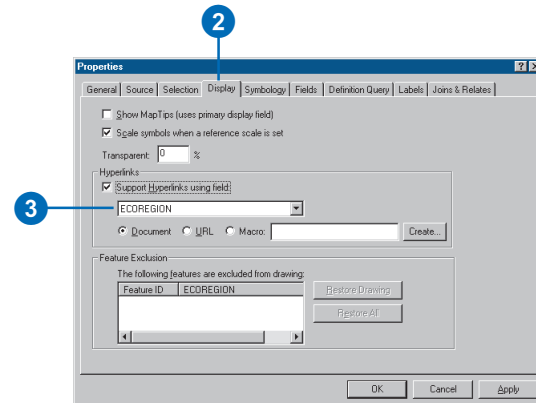 2
Properties
? X
General Source Selection Display Symbology Fields Definition Query Labels Joins & Relates
Show MapTips (uses primary display field)
Scale symbols when a reference scale is set
Transparent: 0 %
Hyperlinks
Support Hyperlinks using field:
3
ECOREGION
Document URL Macro: Create...
Feature Exclusion
The following features are excluded from drawing:
Feature ID ECOREGION
Restore Drawing
Restore All
OK Cancel Apply